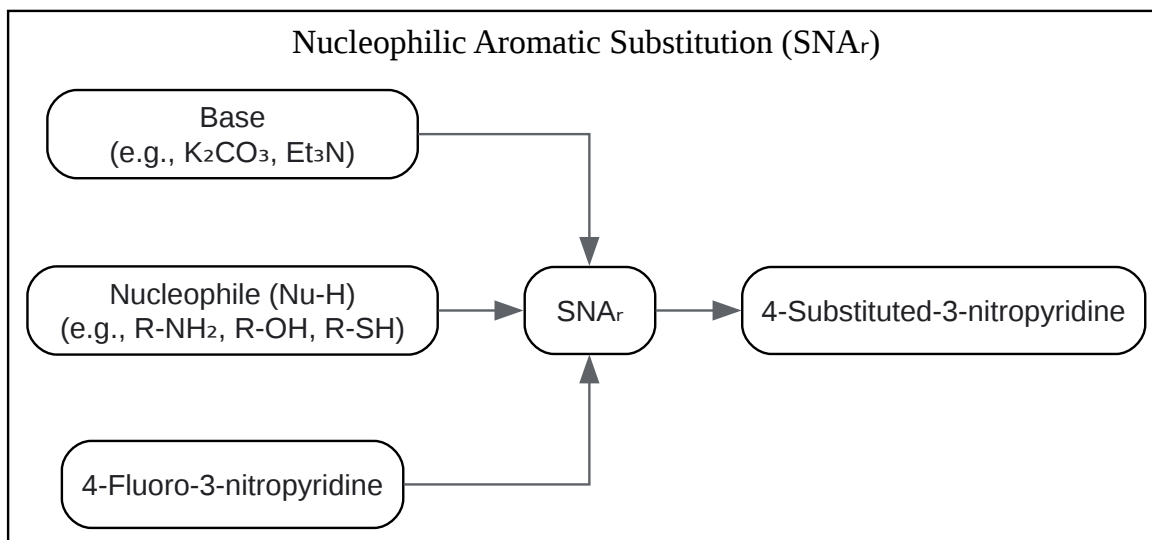 Nucleophilic Aromatic Substitution (SNAᵣ)
Base
(e.g., K₂CO₃, Et₃N)
Nucleophile (Nu-H)
(e.g., R-NH₂, R-OH, R-SH)
SNAᵣ
4-Substituted-3-nitropyridine
4-Fluoro-3-nitropyridine